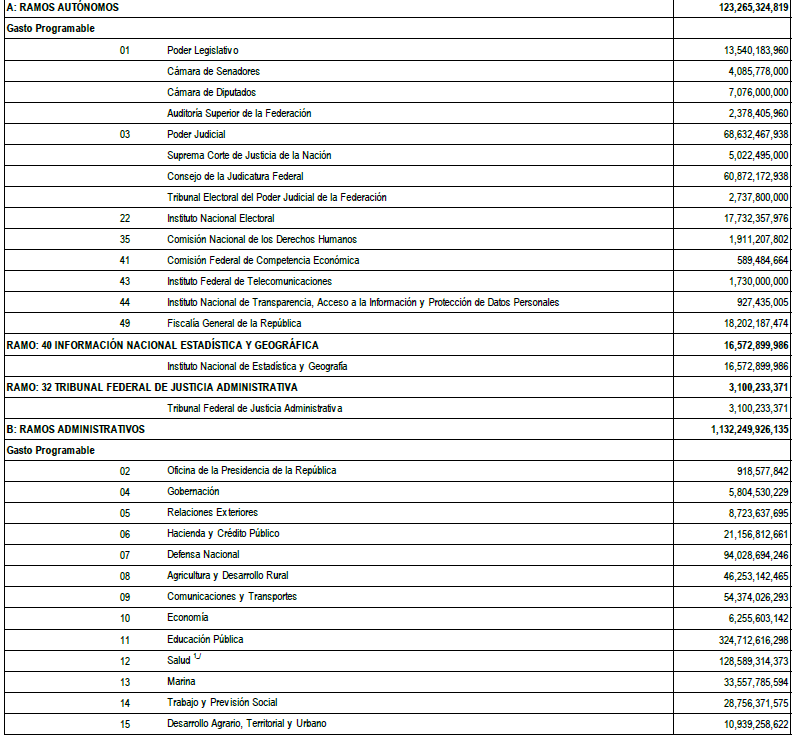 A: RAMOS AUTÓNOMOS 123,265,324,819
Gasto Programable
01 Poder Legislativo 13,540,183,960
Cámara de Senadores 4,085,778,000
Cámara de Diputados 7,076,000,000
Auditoría Superior de la Federación 2,378,405,960
03 Poder Judicial 68,632,467,938
Suprema Corte de Justicia de la Nación 5,022,495,000
Consejo de la Judicatura Federal 60,872,172,938
Tribunal Electoral del Poder Judicial de la Federación 2,737,800,000
22 Instituto Nacional Electoral 17,732,357,976
35 Comisión Nacional de los Derechos Humanos 1,911,207,802
41 Comisión Federal de Competencia Económica 589,484,664
43 Instituto Federal de Telecomunicaciones 1,730,000,000
44 Instituto Nacional de Transparencia, Acceso a la Información y Protección de Datos Personales 927,435,005
49 Fiscalía General de la República 18,202,187,474
RAMO: 40 INFORMACIÓN NACIONAL ESTADÍSTICA Y GEOGRÁFICA 16,572,899,986
Instituto Nacional de Estadística y Geografía 16,572,899,986
RAMO: 32 TRIBUNAL FEDERAL DE JUSTICIA ADMINISTRATIVA 3,100,233,371
Tribunal Federal de Justicia Administrativa 3,100,233,371
B: RAMOS ADMINISTRATIVOS 1,132,249,926,135
Gasto Programable
02 Oficina de la Presidencia de la República 918,577,842
04 Gobernación 5,804,530,229
05 Relaciones Exteriores 8,723,637,695
06 Hacienda y Crédito Público 21,156,812,661
07 Defensa Nacional 94,028,694,246
08 Agricultura y Desarrollo Rural 46,253,142,465
09 Comunicaciones y Transportes 54,374,026,293
10 Economía 6,255,603,142
11 Educación Pública 324,712,616,298
12 Salud 1_/ 128,589,314,373
13 Marina 33,557,785,594
14 Trabajo y Previsión Social 28,756,371,575
15 Desarrollo Agrario, Territorial y Urbano 10,939,258,622